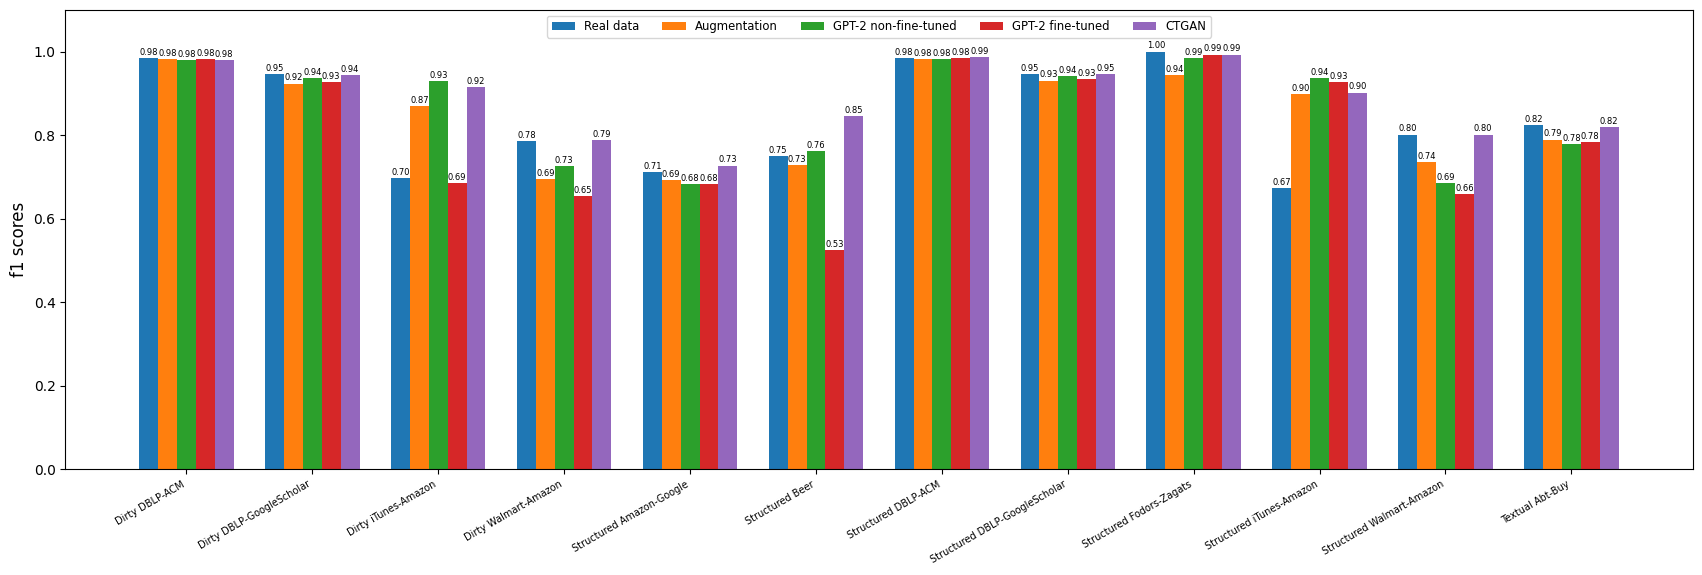 Real data Augmentation GPT-2 non-fine-tuned GPT-2 fine-tuned CTGAN
f1 scores
1.0
0.8
0.6
0.4
0.2
0.0
0.98 0.98 0.98 0.98 0.98
0.95 0.92 0.94 0.93 0.94
0.70 0.87 0.93 0.69 0.92
0.78 0.69 0.73 0.65 0.79
0.71 0.69 0.68 0.68 0.73
0.75 0.73 0.76 0.53 0.85
0.98 0.98 0.98 0.98 0.99
0.95 0.93 0.94 0.93 0.95
1.00 0.94 0.99 0.99 0.99
0.67 0.90 0.94 0.93 0.90
0.80 0.74 0.69 0.66 0.80
0.82 0.79 0.78 0.78 0.82
Dirty DBLP-ACM
Dirty DBLP-GoogleScholar
Dirty iTunes-Amazon
Dirty Walmart-Amazon
Structured Amazon-Google
Structured Beer
Structured DBLP-ACM
Structured DBLP-GoogleScholar
Structured Fodors-Zagats
Structured iTunes-Amazon
Structured Walmart-Amazon
Textual Abt-Buy